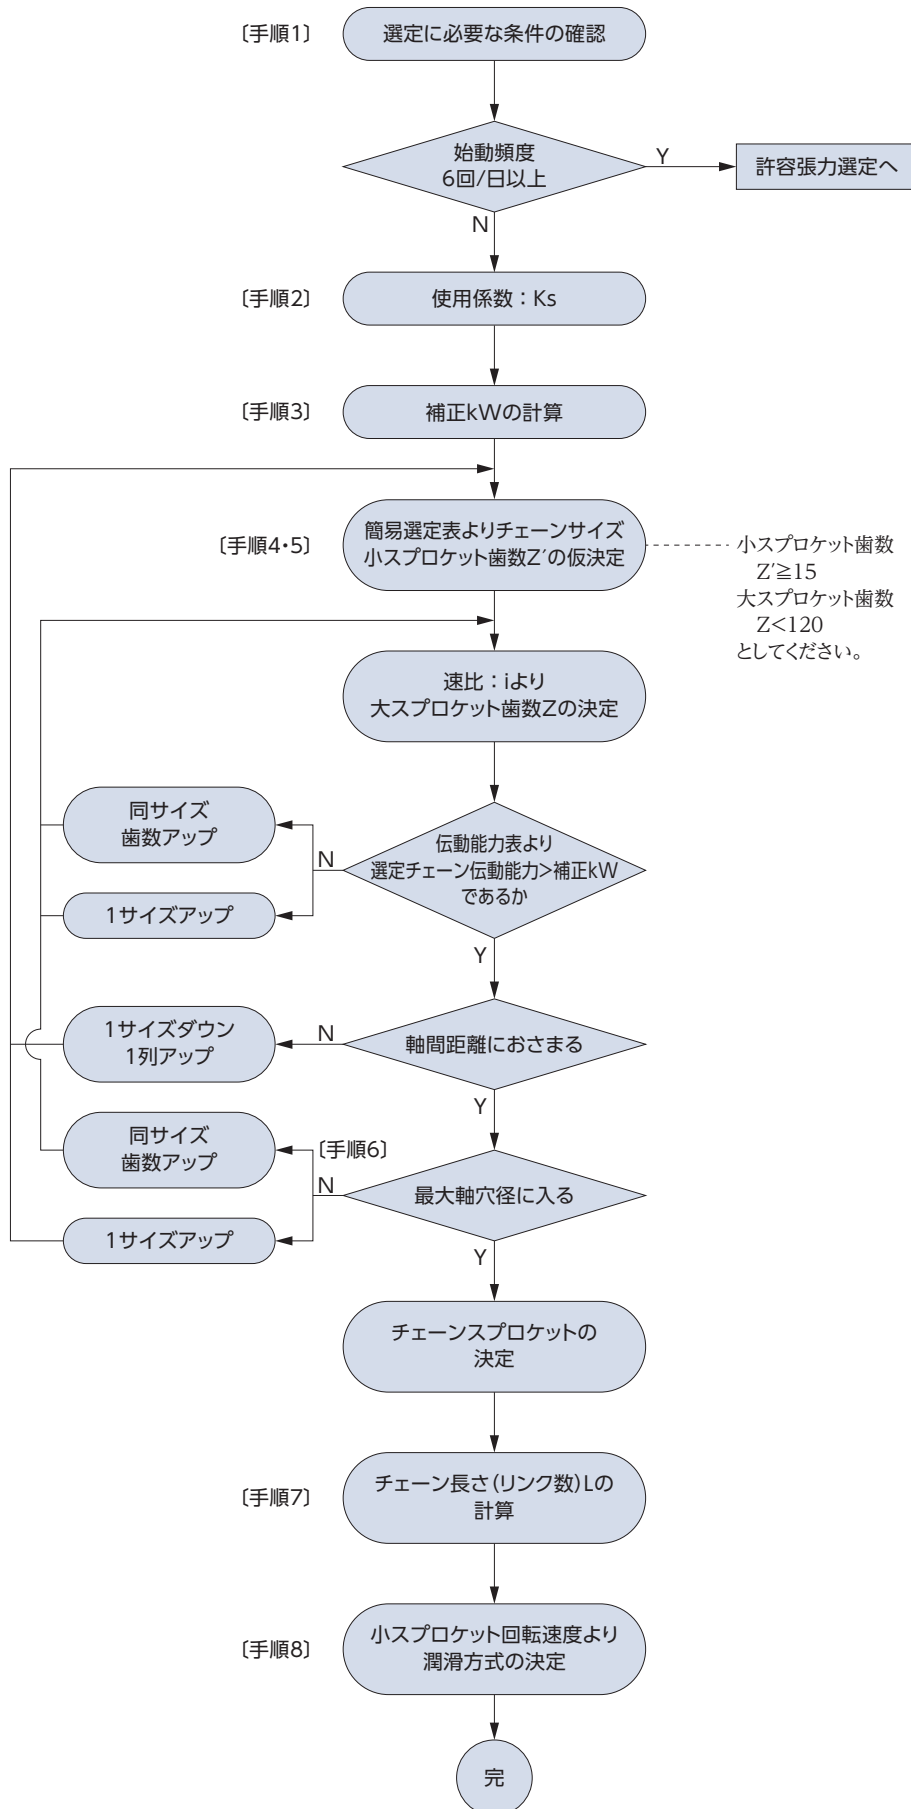 〔手順1〕
選定に必要な条件の確認
始動頻度
6回/日以上
Y
許容張力選定へ
N
〔手順2〕
使用係数：Ks
〔手順3〕
補正kWの計算
〔手順4・5〕
簡易選定表よりチェーンサイズ
小スプロケット歯数Z′の仮決定
小スプロケット歯数
Z′≧15
大スプロケット歯数
Z＜120
としてください。
速比：iより
大スプロケット歯数Zの決定
同サイズ
歯数アップ
1サイズアップ
N
伝動能力表より
選定チェーン伝動能力>補正kW
であるか
Y
1サイズダウン
1列アップ
N
軸間距離におさまる
Y
同サイズ
歯数アップ
〔手順6〕
1サイズアップ
N
最大軸穴径に入る
Y
チェーンスプロケットの
決定
〔手順7〕
チェーン長さ（リンク数）Lの
計算
〔手順8〕
小スプロケット回転速度より
潤滑方式の決定
完